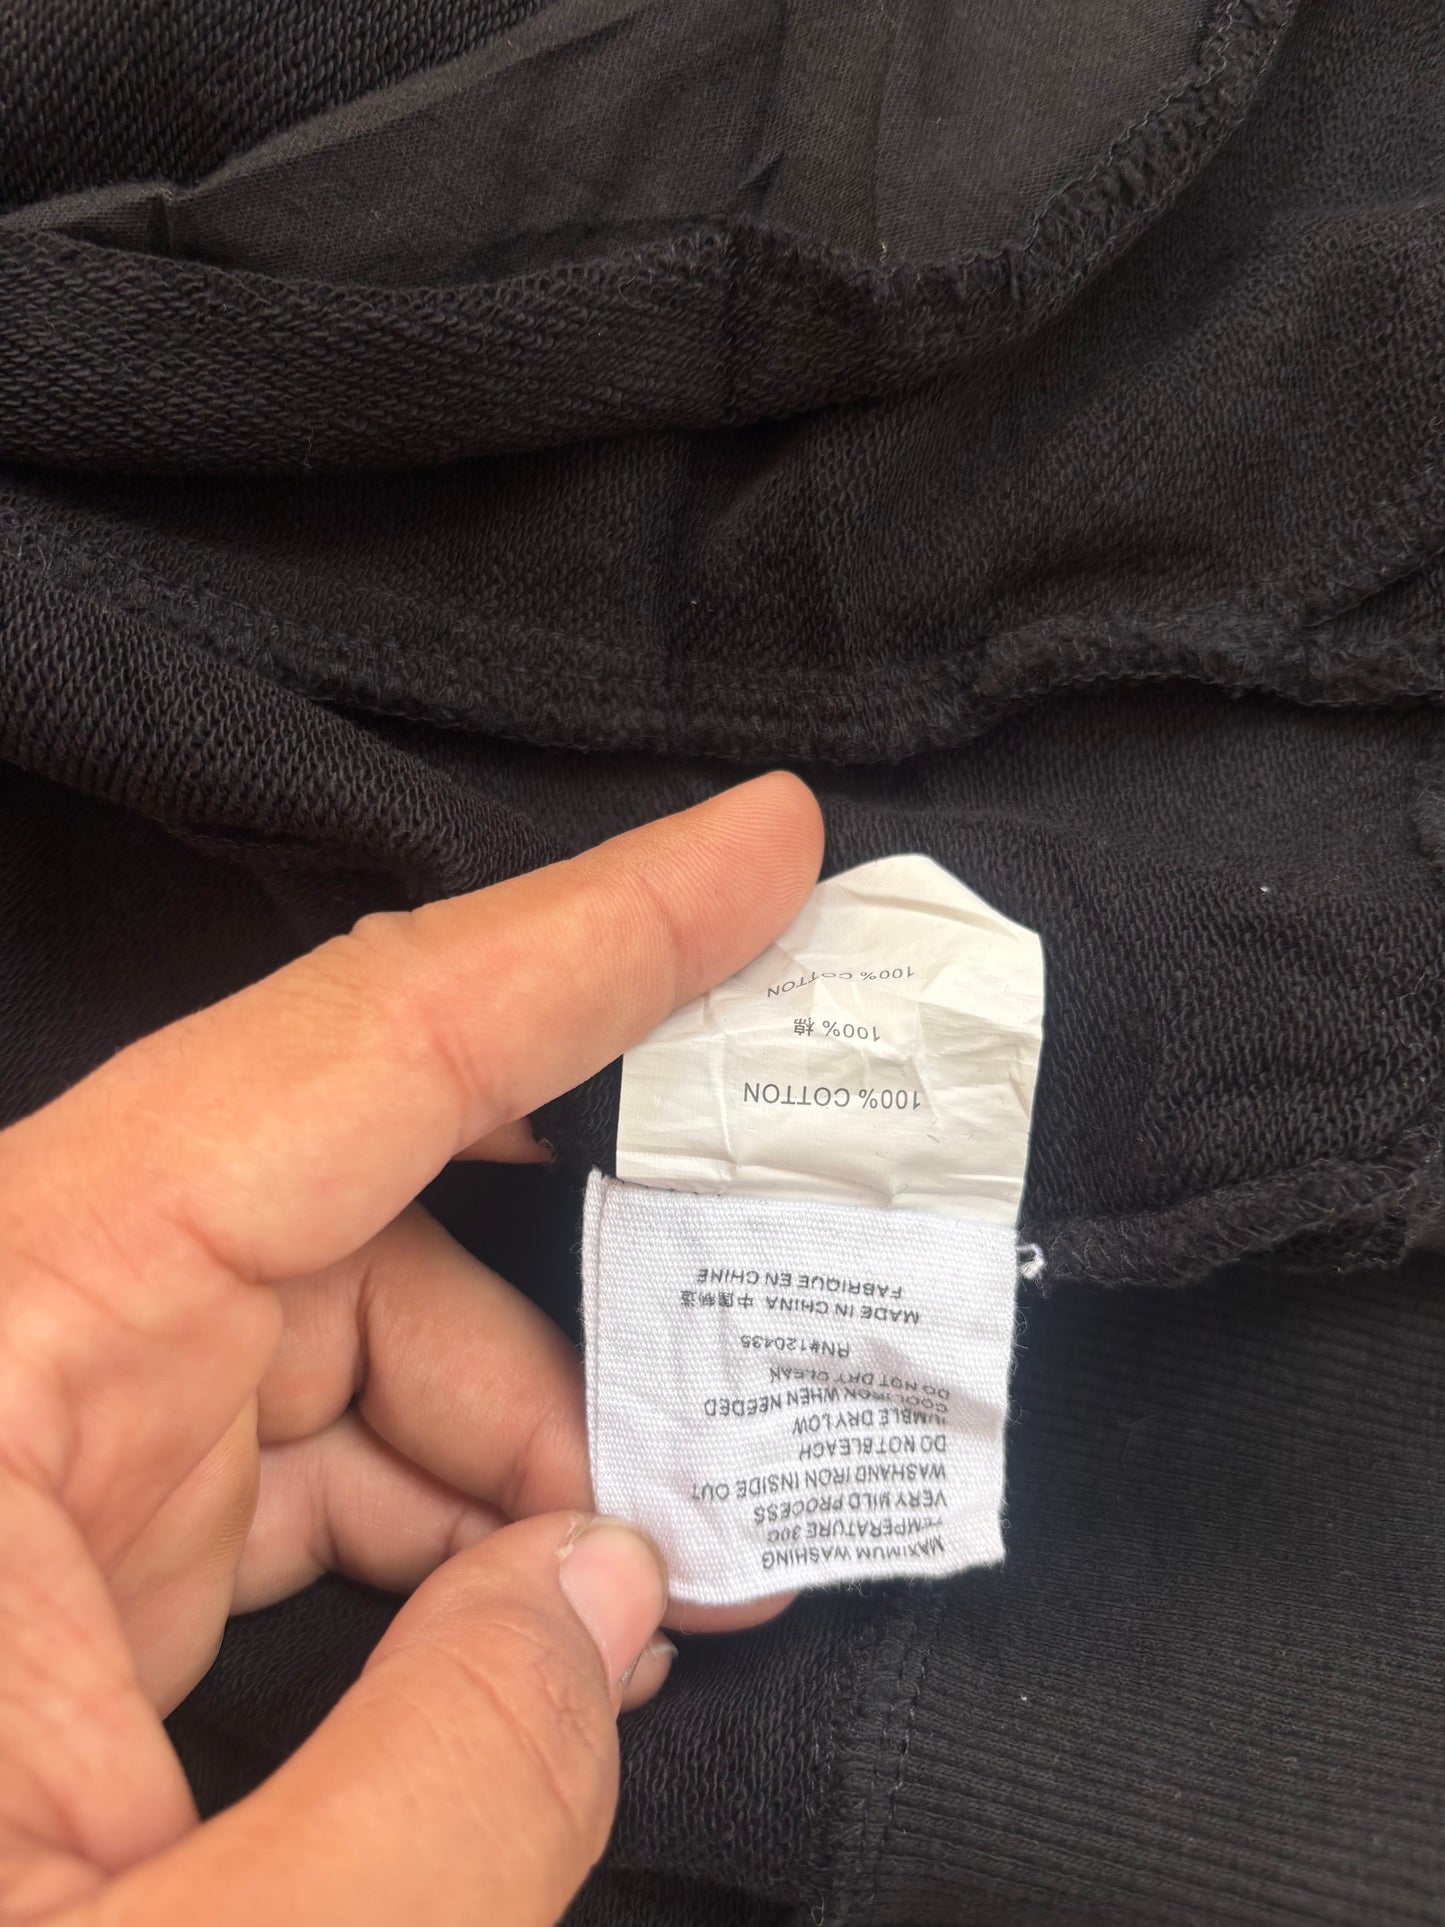 MAXIMUM WASHING
TEMPERATURE 30C
VERY MILD PROCESS
WASHAND IRON INSIDE OUT
DO NOT BLEACH
TUMBLE DRY LOW
COOL IRON WHEN NEEDED
DO NOT DRY CLEAN
RN#120435
MADE IN CHINA 中国制造
FABRIQUE EN CHINE
100% COTTON
100% 棉
100% COTTON